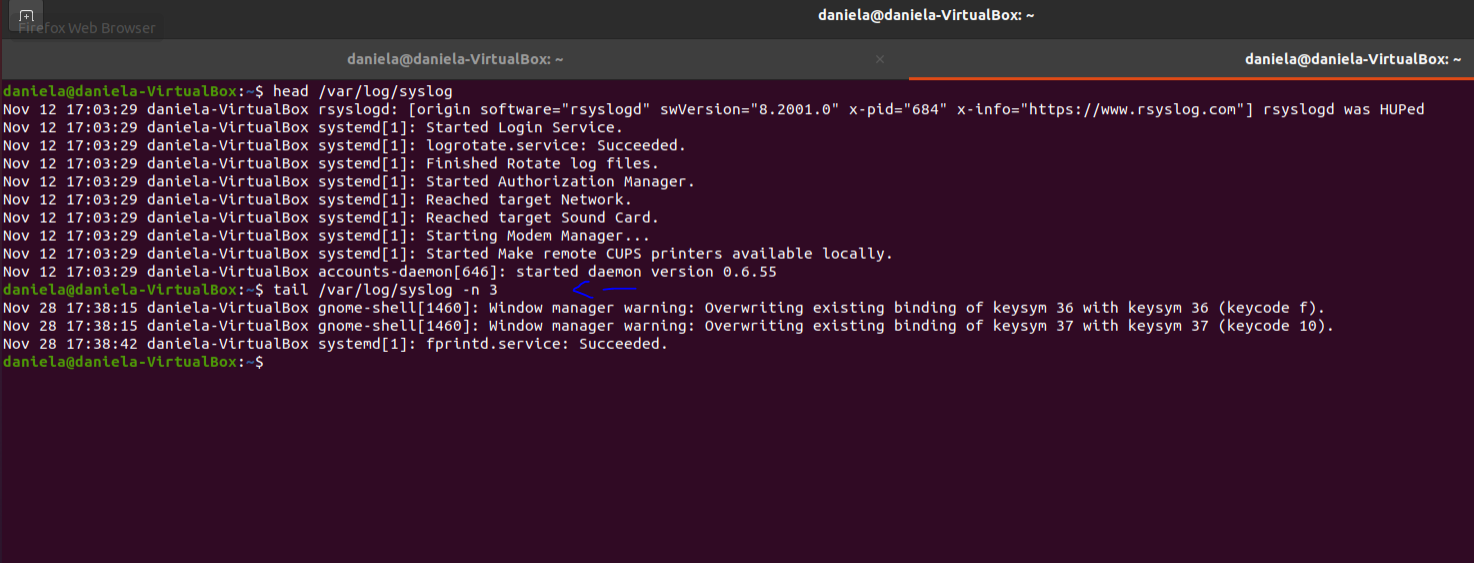 daniela@daniela-VirtualBox: ~
Firefox Web Browser
daniela@daniela-VirtualBox: ~ × daniela@daniela-VirtualBox: ~
daniela@daniela-VirtualBox:~$ head /var/log/syslog
Nov 12 17:03:29 daniela-VirtualBox rsyslogd: [origin software="rsyslogd" swVersion="8.2001.0" x-pid="684" x-info="https://www.rsyslog.com"] rsyslogd was HUPed
Nov 12 17:03:29 daniela-VirtualBox systemd[1]: Started Login Service.
Nov 12 17:03:29 daniela-VirtualBox systemd[1]: logrotate.service: Succeeded.
Nov 12 17:03:29 daniela-VirtualBox systemd[1]: Finished Rotate log files.
Nov 12 17:03:29 daniela-VirtualBox systemd[1]: Started Authorization Manager.
Nov 12 17:03:29 daniela-VirtualBox systemd[1]: Reached target Network.
Nov 12 17:03:29 daniela-VirtualBox systemd[1]: Reached target Sound Card.
Nov 12 17:03:29 daniela-VirtualBox systemd[1]: Starting Modem Manager...
Nov 12 17:03:29 daniela-VirtualBox systemd[1]: Started Make remote CUPS printers available locally.
Nov 12 17:03:29 daniela-VirtualBox accounts-daemon[646]: started daemon version 0.6.55
daniela@daniela-VirtualBox:~$ tail /var/log/syslog -n 3
Nov 28 17:38:15 daniela-VirtualBox gnome-shell[1460]: Window manager warning: Overwriting existing binding of keysym 36 with keysym 36 (keycode f).
Nov 28 17:38:15 daniela-VirtualBox gnome-shell[1460]: Window manager warning: Overwriting existing binding of keysym 37 with keysym 37 (keycode 10).
Nov 28 17:38:42 daniela-VirtualBox systemd[1]: fprintd.service: Succeeded.
daniela@daniela-VirtualBox:~$